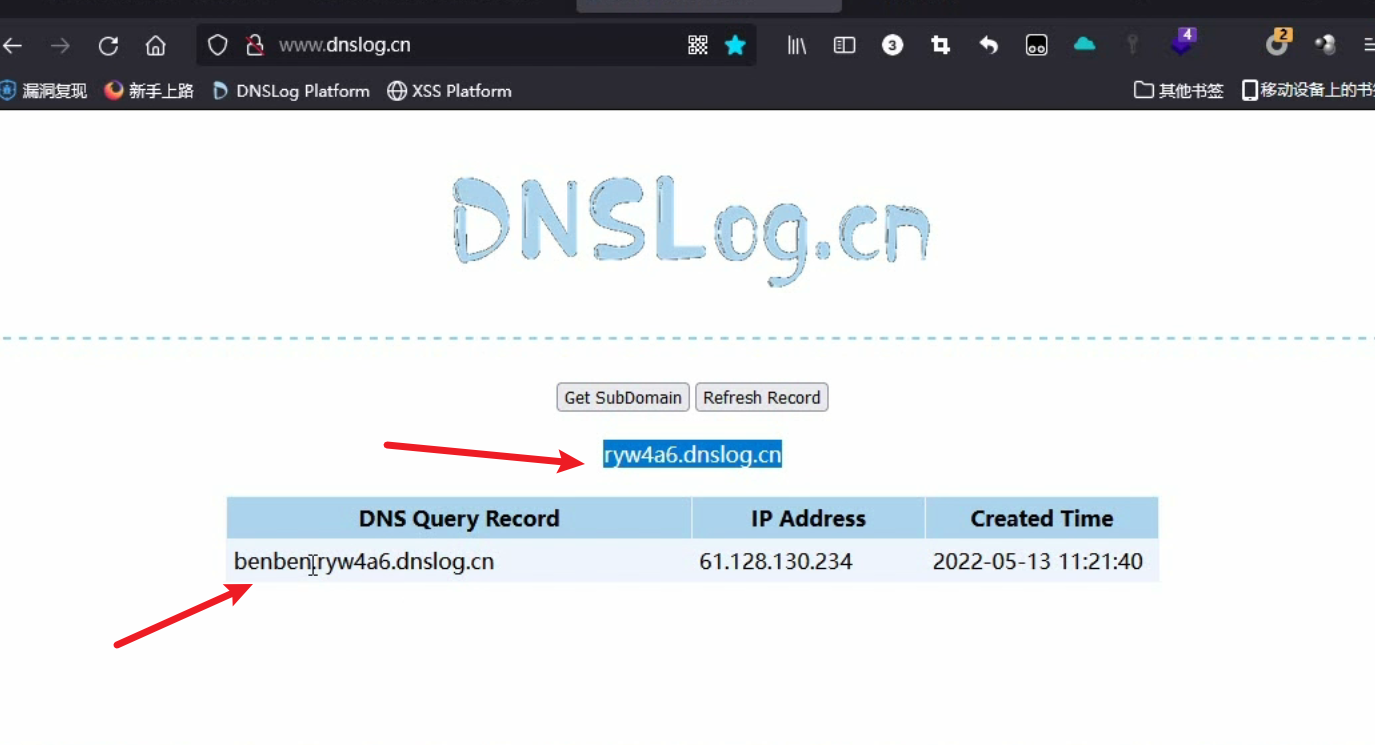 www.dnslog.cn
3
4
2
漏洞复现 新手上路 DNSLog Platform XSS Platform 其他书签 移动设备上的书
DNSLog.cn
Get SubDomain Refresh Record
ryw4a6.dnslog.cn
DNS Query Record IP Address Created Time
benben.ryw4a6.dnslog.cn 61.128.130.234 2022-05-13 11:21:40